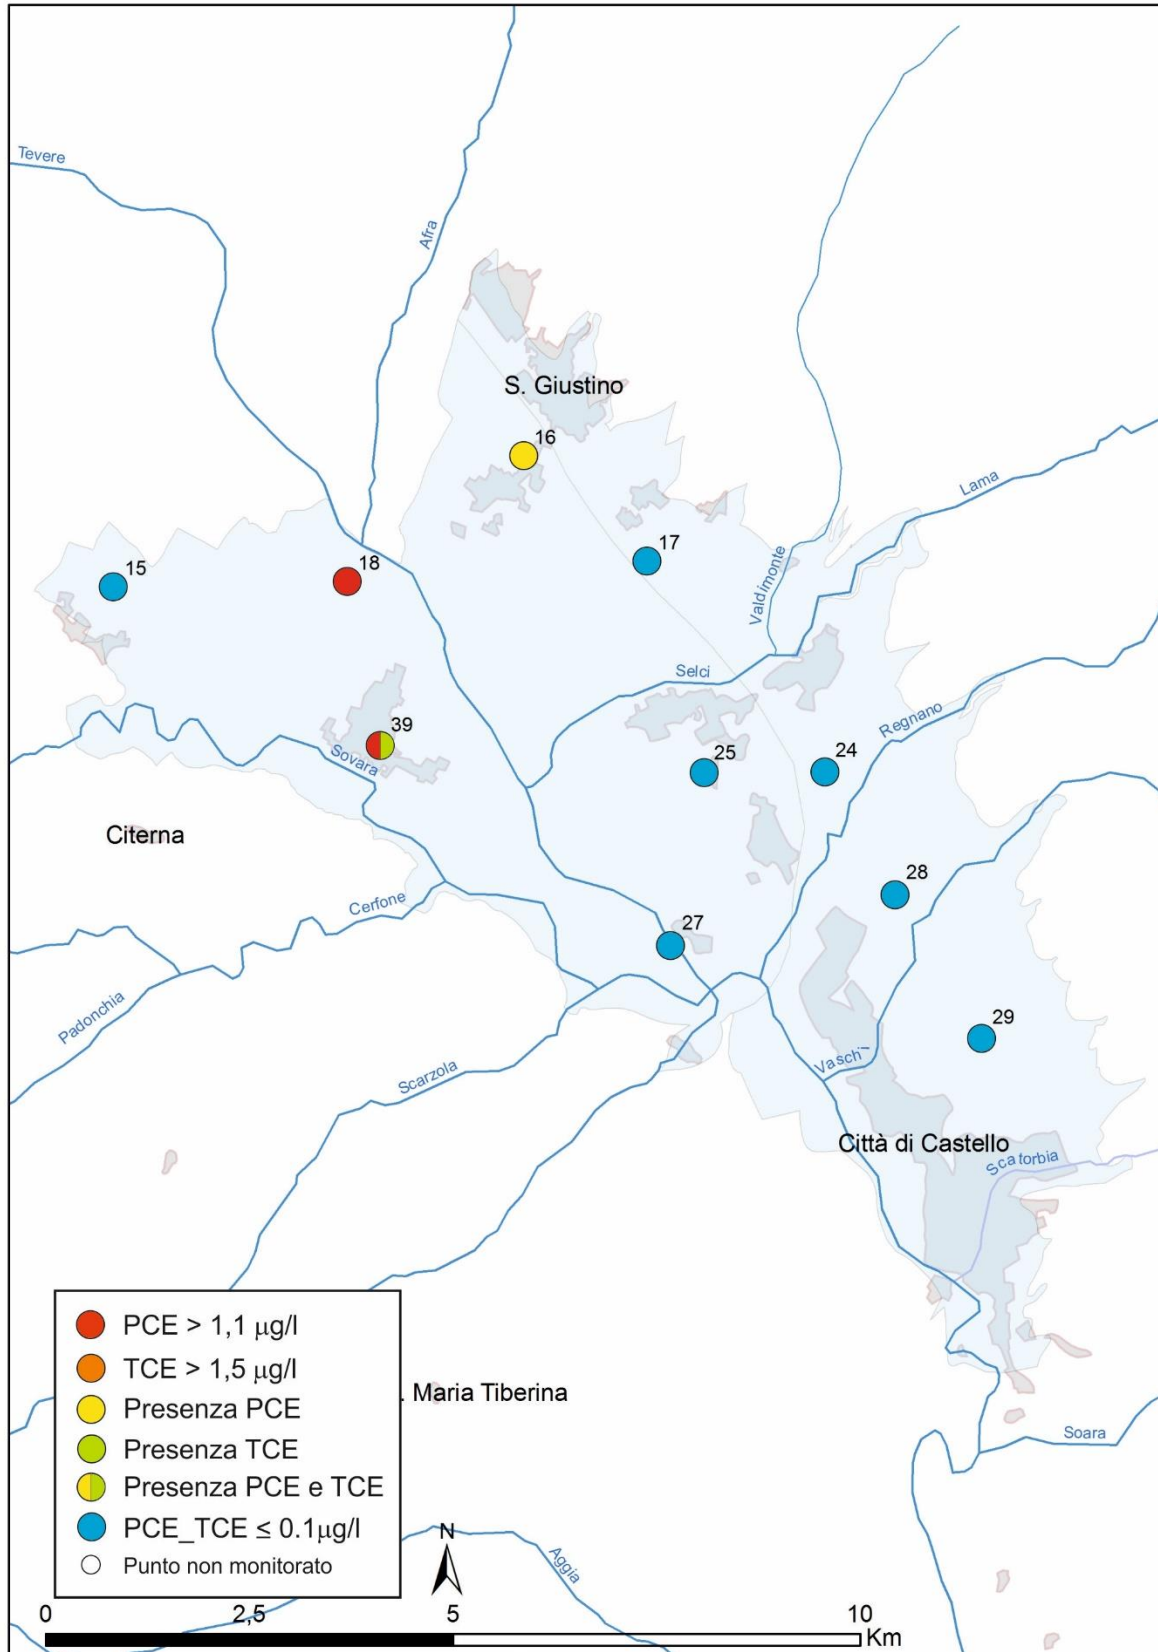 Tevere
Afra
S. Giustino
16
Lama
17
Valdimonte
15
18
Selci
Regnano
39
Sovara
25
24
Citerna
28
Cerfone
27
Padonchia
29
Scarzola
Vaschi
Città di Castello
Scatorbia
PCE > 1,1 µg/l
TCE > 1,5 µg/l
Presenza PCE
. Maria Tiberina
Presenza TCE
Soara
Presenza PCE e TCE
PCE_TCE ≤ 0.1µg/l
N
Punto non monitorato
Aggia
0 2,5 5 10
Km